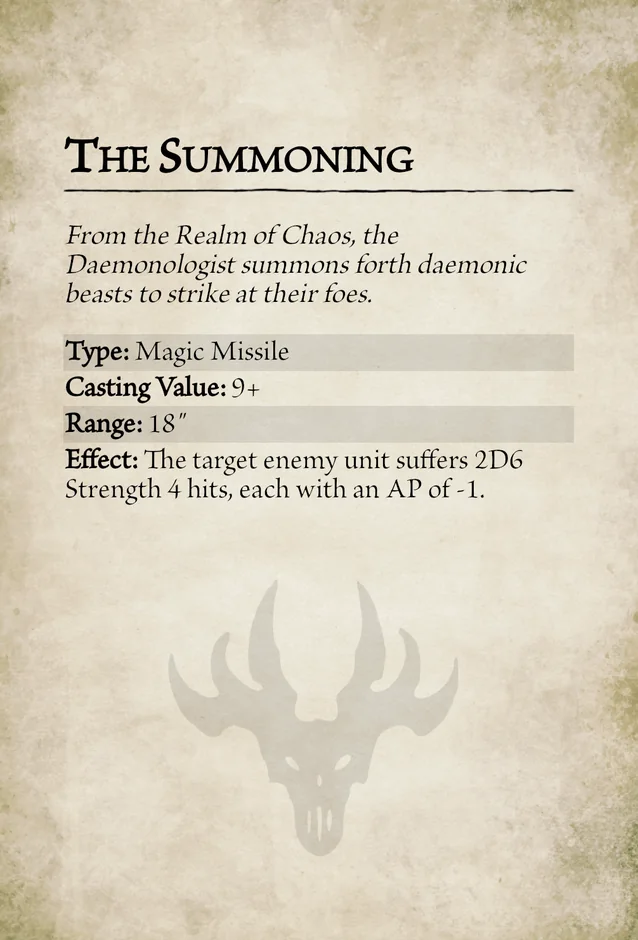 The Summoning
From the Realm of Chaos, the
Daemonologist summons forth daemonic
beasts to strike at their foes.
Type: Magic Missile
Casting Value: 9+
Range: 18"
Effect: The target enemy unit suffers 2D6
Strength 4 hits, each with an AP of -1.